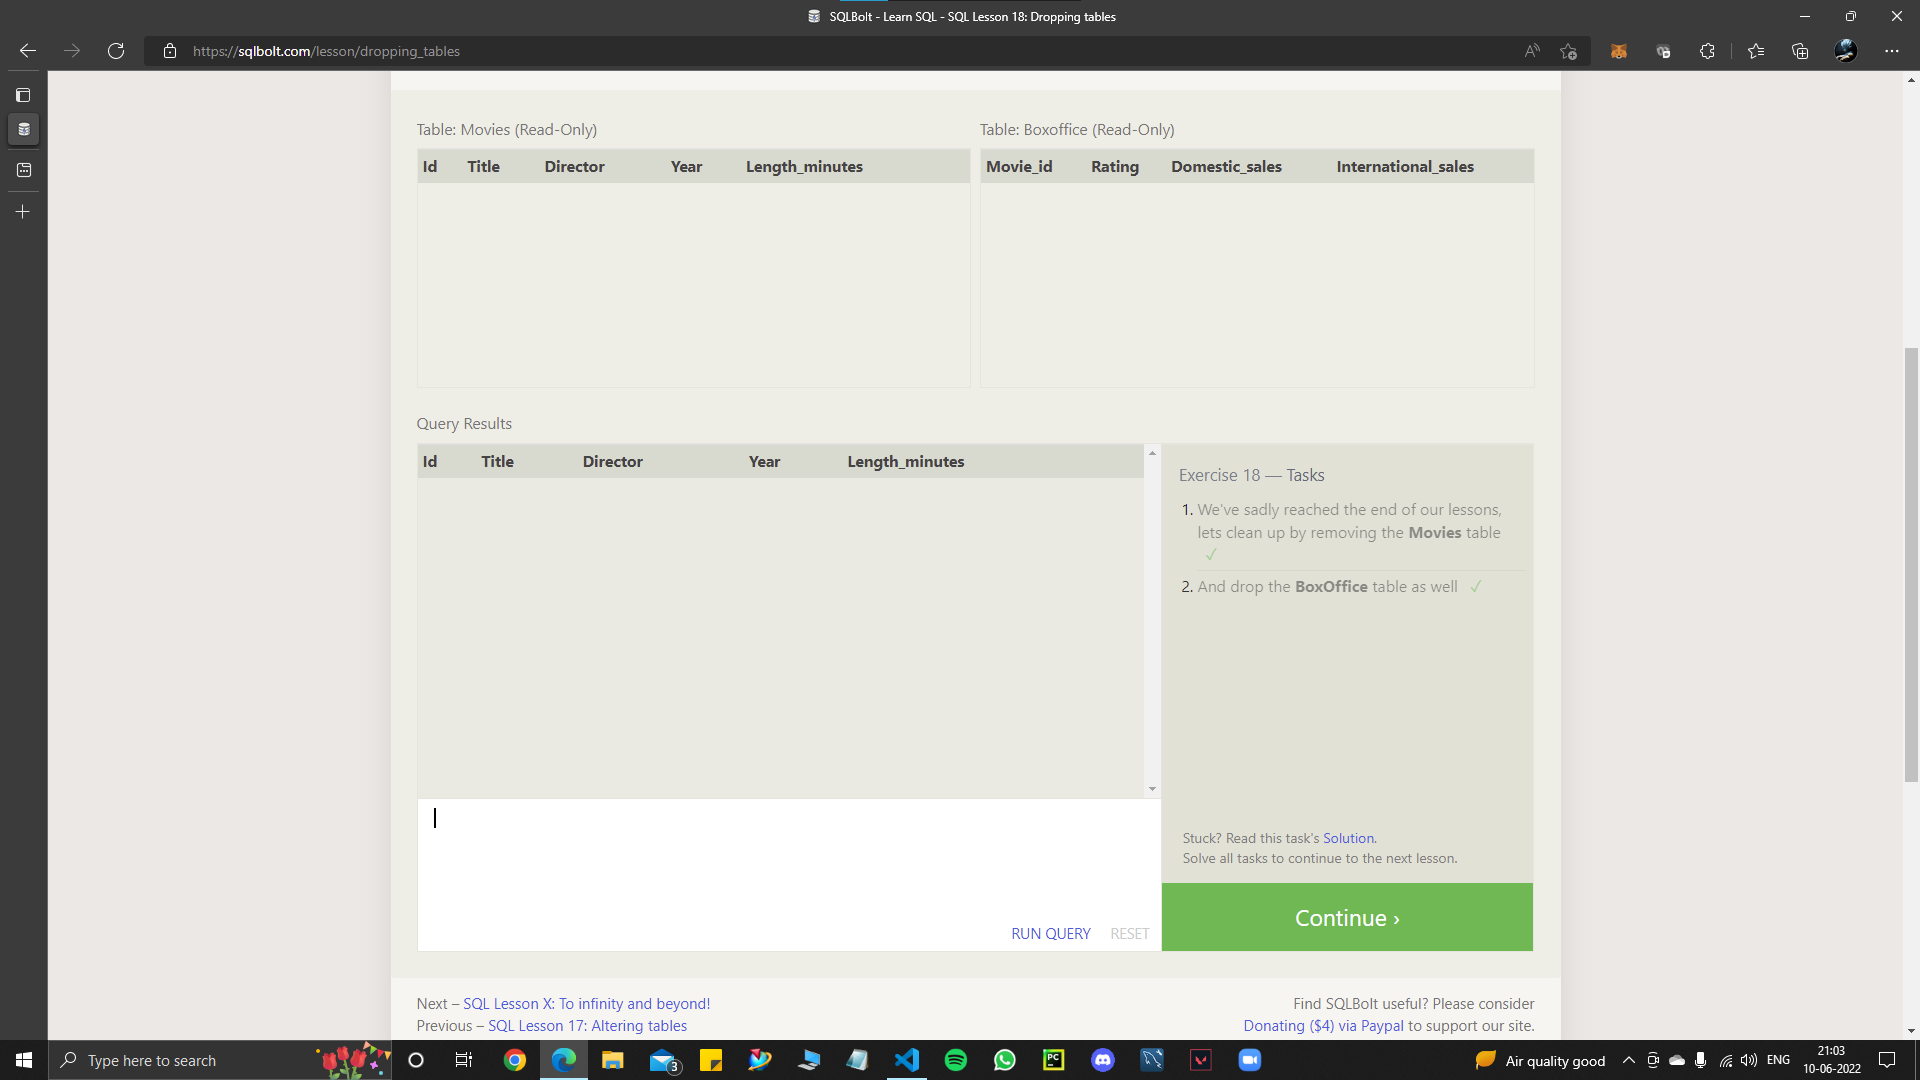 SQLBolt - Learn SQL - SQL Lesson 18: Dropping tables
https://sqlbolt.com/lesson/dropping_tables
Table: Movies (Read-Only)
Id Title Director Year Length_minutes
Table: Boxoffice (Read-Only)
Movie_id Rating Domestic_sales International_sales
Query Results
Id Title Director Year Length_minutes
Exercise 18 — Tasks
1. We've sadly reached the end of our lessons,
lets clean up by removing the Movies table
✓
2. And drop the BoxOffice table as well ✓
Stuck? Read this task's Solution.
Solve all tasks to continue to the next lesson.
RUN QUERY RESET
Continue ›
Next – SQL Lesson X: To infinity and beyond!
Previous – SQL Lesson 17: Altering tables
Find SQLBolt useful? Please consider
Donating ($4) via Paypal to support our site.
Type here to search
3
PC
Air quality good
ENG
21:03
10-06-2022